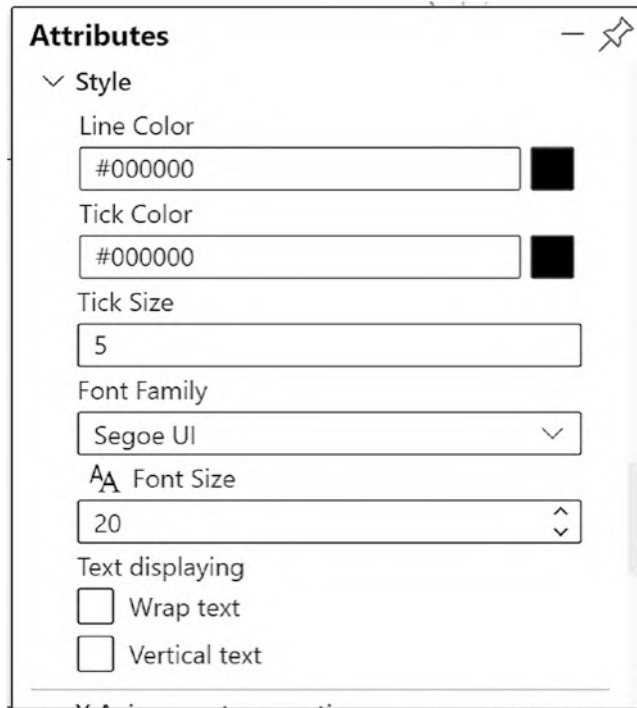 Attributes
Style
Line Color
#000000
Tick Color
#000000
Tick Size
5
Font Family
Segoe UI
AA Font Size
20
Text displaying
Wrap text
Vertical text